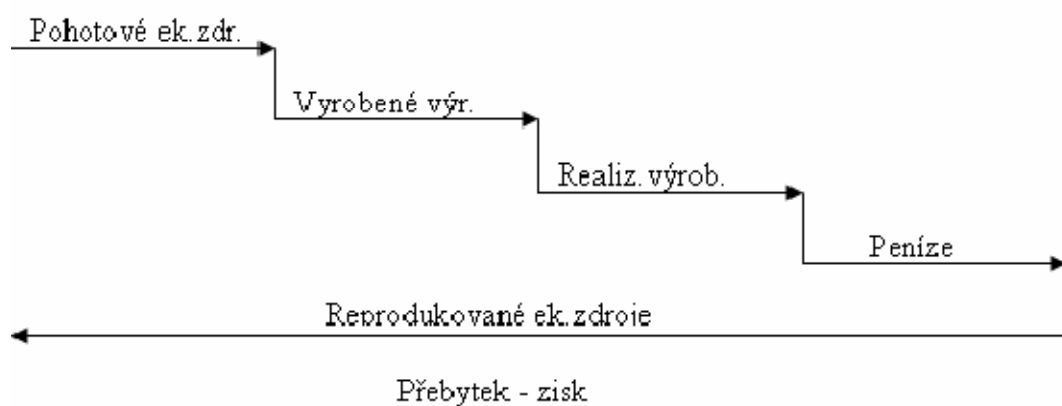 Pohotové ek.zdr.
Vyrobené výr.
Realiz.výrob.
Peníze
Reprodukované ek.zdroje
Přebytek - zisk